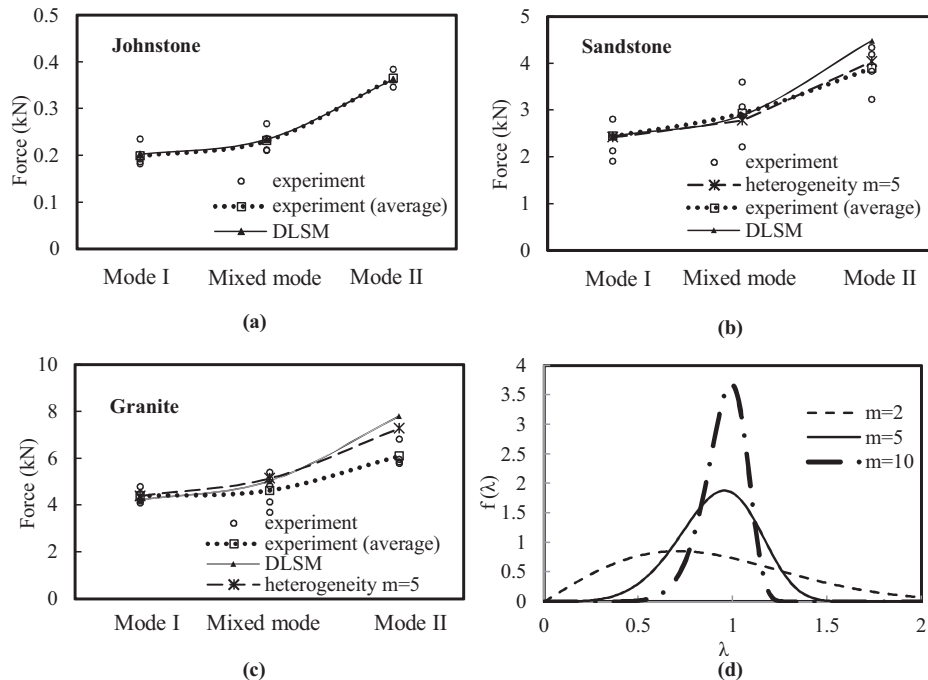 0.5
0.4
0.3
0.2
0.1
0
Force (kN)
Johnstone
experiment
experiment (average)
DLSM
Mode I
Mixed mode
Mode II
(a)
5
4
3
2
1
0
Force (kN)
Sandstone
experiment
heterogeneity m=5
experiment (average)
DLSM
Mode I
Mixed mode
Mode II
(b)
10
8
6
4
2
0
Force (kN)
Granite
experiment
experiment (average)
DLSM
heterogeneity m=5
Mode I
Mixed mode
Mode II
(c)
4
3.5
3
2.5
2
1.5
1
0.5
0
f (λ)
m=2
m=5
m=10
0
0.5
1
1.5
2
λ
(d)